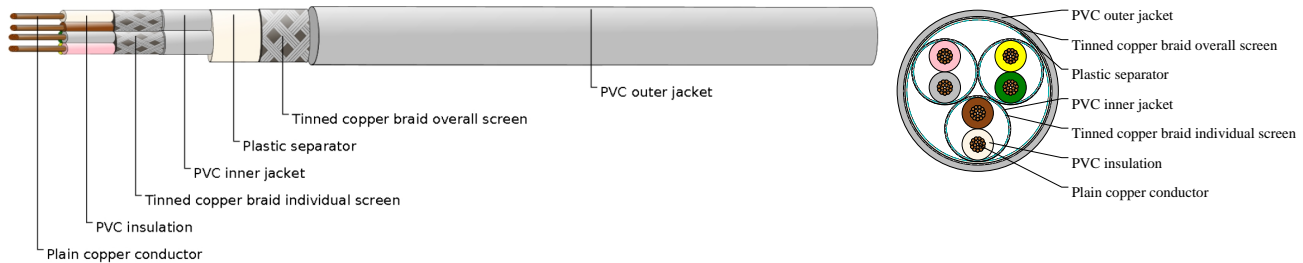 PVC outer jacket
Tinned copper braid overall screen
Plastic separator
PVC inner jacket
Tinned copper braid individual screen
PVC insulation
Plain copper conductor
PVC outer jacket
Tinned copper braid overall screen
Plastic separator
PVC inner jacket
Tinned copper braid individual screen
PVC insulation
Plain copper conductor